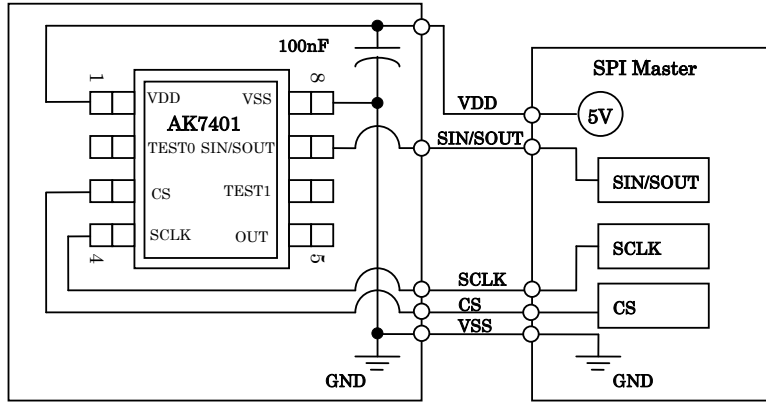 100nF
SPI Master
1
8
VDD
VSS
VDD
5V
AK7401
SIN/SOUT
TEST0
SIN/SOUT
SIN/SOUT
CS
TEST1
SCLK
OUT
SCLK
4
5
SCLK
CS
CS
VSS
GND
GND